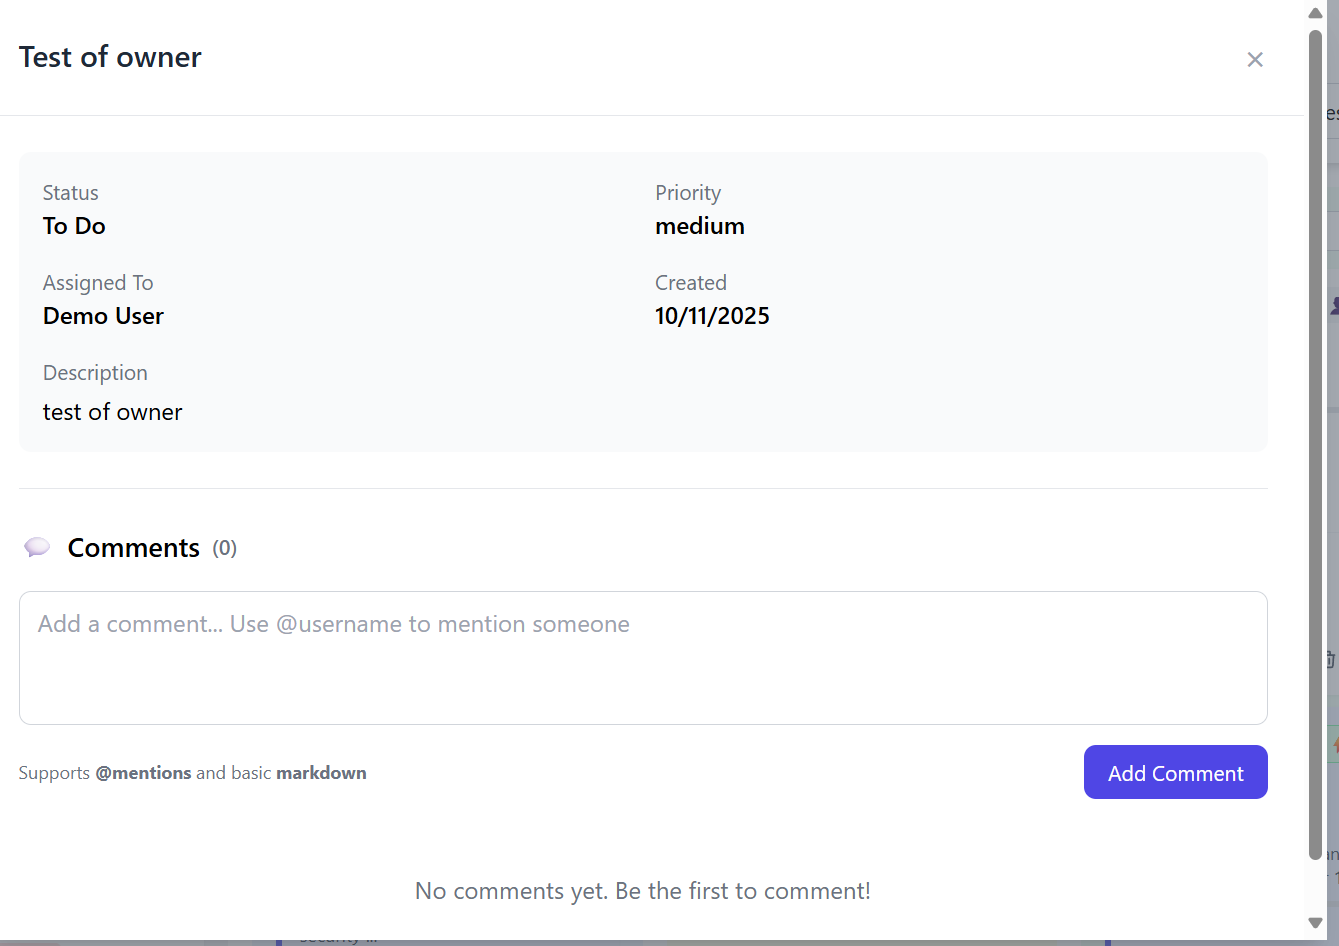 Test of owner
Status
Priority
To Do
medium
Assigned To
Created
Demo User
10/11/2025
Description
test of owner
Comments (0)
Add a comment... Use @username to mention someone
Supports @mentions and basic markdown
Add Comment
No comments yet. Be the first to comment!